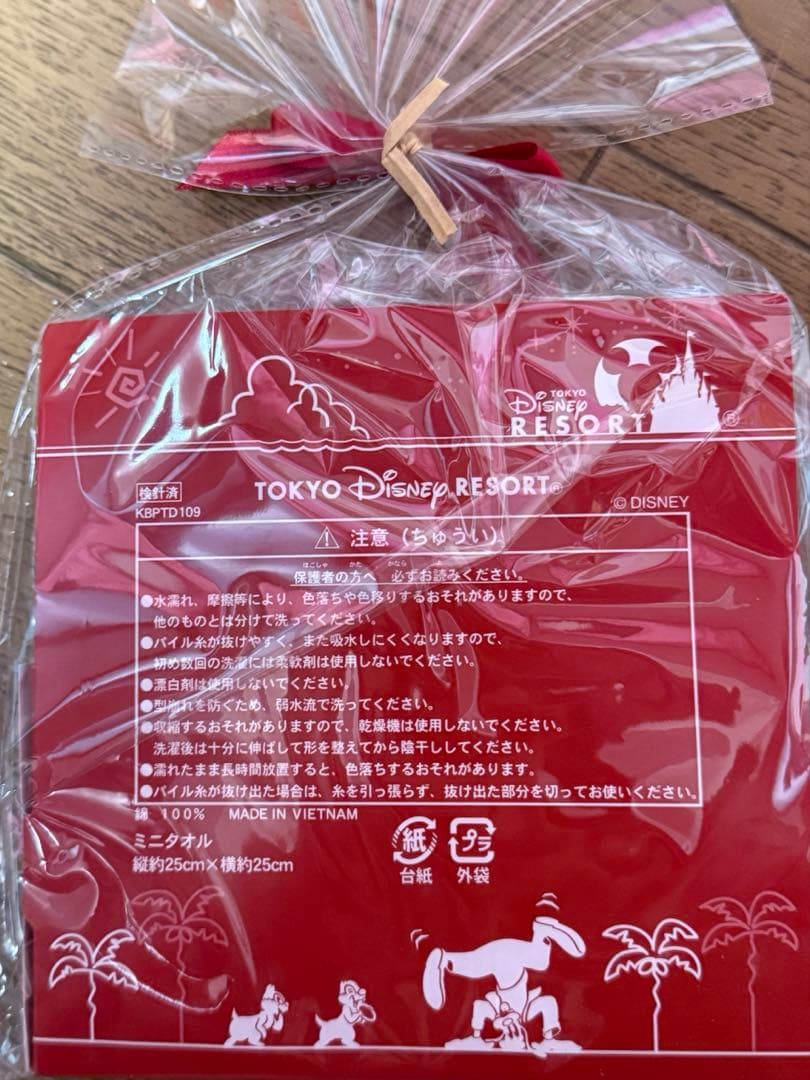 TOKYO
DISNEY
RESORT®
検針済
KBPTD109
TOKYO DISNEY RESORT®
© DISNEY
⚠ 注意（ちゅうい）
ほごしゃ かた かなら よ
保護者の方へ 必ずお読みください。
●水濡れ、摩擦等により、色落ちや色移りするおそれがありますので、
他のものとは分けて洗ってください。
●パイル糸が抜けやすく、また吸水しにくくなりますので、
初め数回の洗濯には柔軟剤は使用しないでください。
●漂白剤は使用しないでください。
●型崩れを防ぐため、弱水流で洗ってください。
●収縮するおそれがありますので、乾燥機は使用しないでください。
洗濯後は十分に伸ばして形を整えてから陰干ししてください。
●濡れたまま長時間放置すると、色落ちするおそれがあります。
●パイル糸が抜け出た場合は、糸を引っ張らず、抜け出た部分を切ってお使いください。
綿 100% MADE IN VIETNAM
ミニタオル
縦約25cm×横約25cm
紙 プラ
台紙 外袋